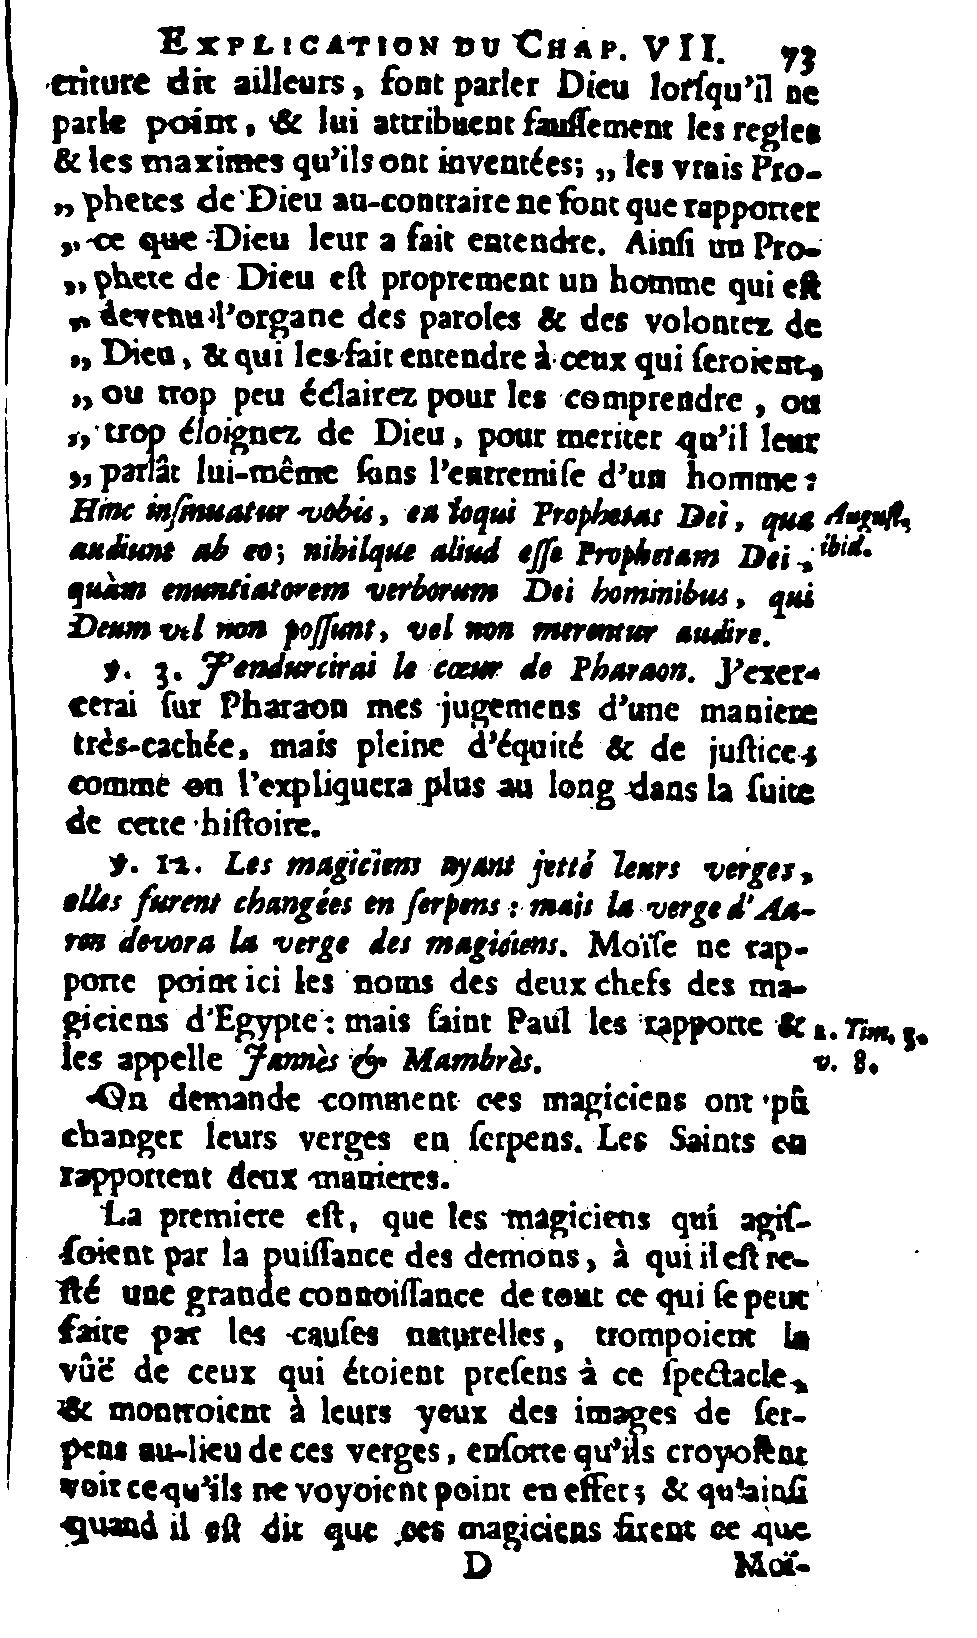 EXPLICATION DU CHAP. VII. 73
criture dit ailleurs, font parler Dieu lorſqu'il ne
parle point, & lui attribuent fauſſement les regles
& les maximes qu'ils ont inventées; „ les vrais Pro-
„ phetes de Dieu au-contraire ne font que rapporter
„ ce que Dieu leur a fait entendre. Ainſi un Pro-
„ phete de Dieu eſt proprement un homme qui eſt
„ devenu l'organe des paroles & des volontez de
„ Dieu, & qui les fait entendre à ceux qui ſeroient,
„ ou trop peu éclairez pour les comprendre, ou
„ trop éloignez de Dieu, pour meriter qu'il leur
„ parlât lui-même ſans l'entremiſe d'un homme:
Hinc inſinuatur vobis, ea loqui Prophetas Dei, quæ
Auguſt.
audiunt ab eo; nihilque aliud eſſe Prophetam Dei,
ibid.
quàm enuntiatorem verborum Dei hominibus, qui
Deum vel non poſſunt, vel non merentur audire.
℣. 3. J'endurcirai le cœur de Pharaon. J'exer-
cerai ſur Pharaon mes jugemens d'une maniere
très-cachée, mais pleine d'équité & de juſtice;
comme on l'expliquera plus au long dans la ſuite
de cette hiſtoire.
℣. 12. Les magiciens ayant jetté leurs verges,
elles furent changées en ſerpens: mais la verge d'Aa-
ron devora la verge des magiciens. Moïſe ne rap-
porte point ici les noms des deux chefs des ma-
giciens d'Egypte: mais ſaint Paul les rapporte &
2. Tim. 3.
les appelle Jannès & Mambrès.
v. 8.
On demande comment ces magiciens ont pû
changer leurs verges en ſerpens. Les Saints en
rapportent deux manieres.
La premiere eſt, que les magiciens qui agiſ-
ſoient par la puiſſance des demons, à qui il eſt re-
ſté une grande connoiſſance de tout ce qui ſe peut
faire par les cauſes naturelles, trompoient la
vûë de ceux qui étoient preſens à ce ſpectacle,
& montroient à leurs yeux des images de ſer-
pens au-lieu de ces verges, enſorte qu'ils croyoient
voir ce qu'ils ne voyoient point en effet; & qu'ainſi
quand il eſt dit que ces magiciens firent ce que
D Moï-